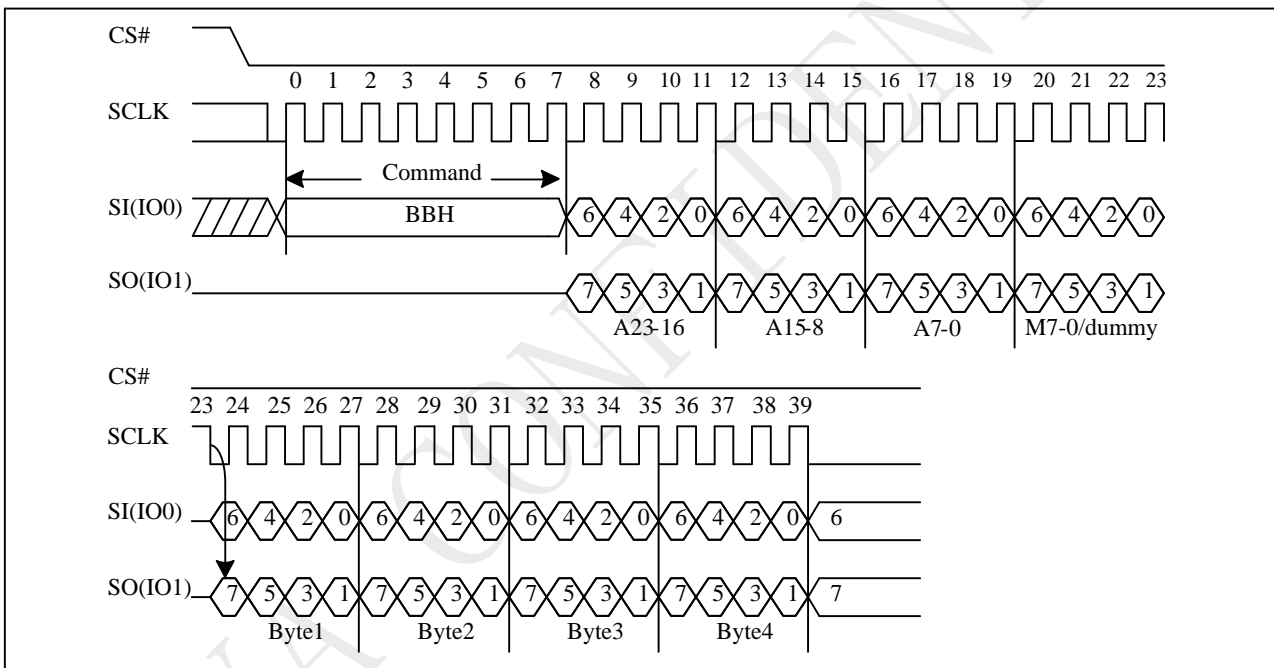 CS#
0 1 2 3 4 5 6 7 8 9 10 11 12 13 14 15 16 17 18 19 20 21 22 23
SCLK
Command
SI(IO0) BBH 6 4 2 0 6 4 2 0 6 4 2 0 6 4 2 0
SO(IO1) 7 5 3 1 7 5 3 1 7 5 3 1 7 5 3 1
A23-16 A15-8 A7-0 M7-0/dummy
CS#
23 24 25 26 27 28 29 30 31 32 33 34 35 36 37 38 39
SCLK
SI(IO0) 6 4 2 0 6 4 2 0 6 4 2 0 6 4 2 0 6
SO(IO1) 7 5 3 1 7 5 3 1 7 5 3 1 7 5 3 1 7
Byte1 Byte2 Byte3 Byte4